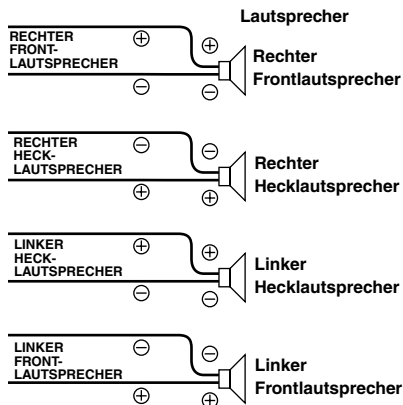 Lautsprecher
RECHTER
FRONT-
LAUTSPRECHER
⊕
⊕
Rechter
Frontlautsprecher
⊖
⊖
RECHTER
HECK-
LAUTSPRECHER
⊖
⊖
Rechter
Hecklautsprecher
⊕
⊕
LINKER
HECK-
LAUTSPRECHER
⊕
⊕
Linker
Hecklautsprecher
⊖
⊖
LINKER
FRONT-
LAUTSPRECHER
⊖
⊖
Linker
Frontlautsprecher
⊕
⊕